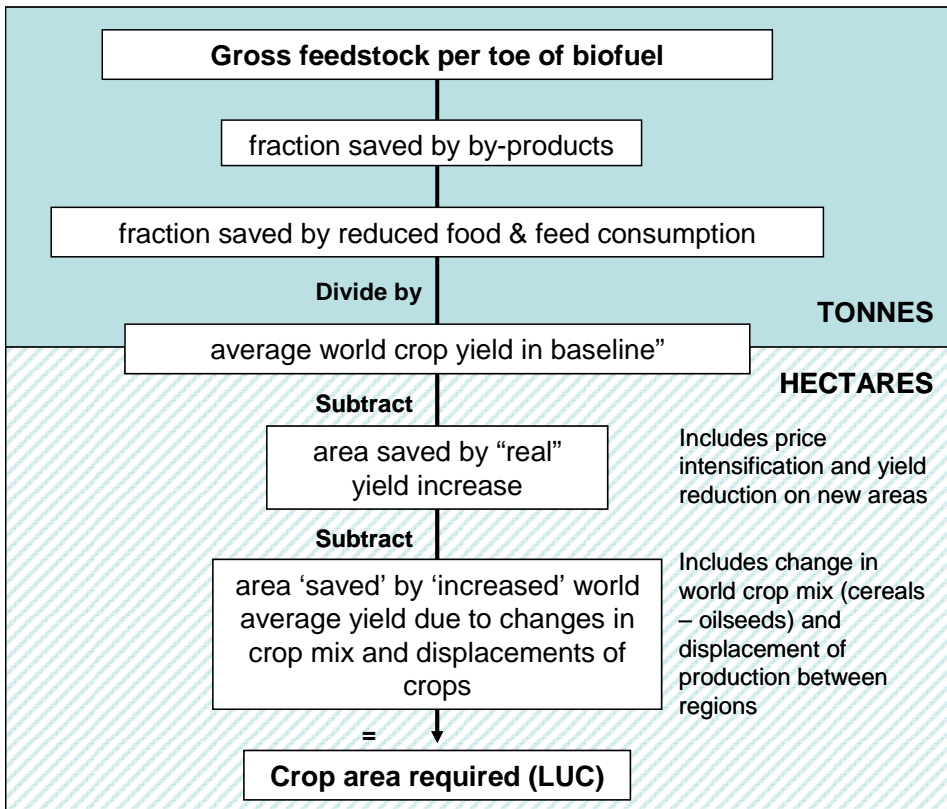 Gross feedstock per toe of biofuel
fraction saved by by-products
fraction saved by reduced food & feed consumption
Divide by
TONNES
average world crop yield in baseline”
HECTARES
Subtract
area saved by “real”
yield increase
Includes price
intensification and yield
reduction on new areas
Subtract
area ‘saved’ by ‘increased’ world
average yield due to changes in
crop mix and displacements of
crops
Includes change in
world crop mix (cereals
– oilseeds) and
displacement of
production between
regions
=
Crop area required (LUC)